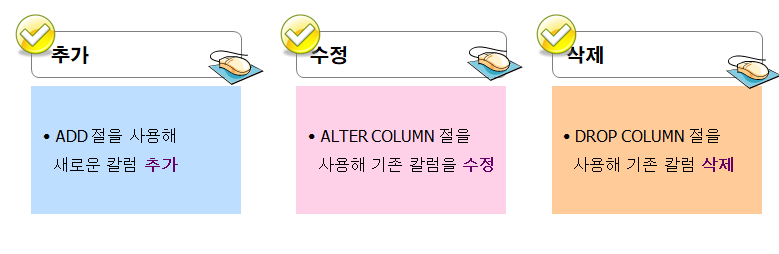 추가
• ADD 절을 사용해
새로운 칼럼 추가
수정
• ALTER COLUMN 절을
사용해 기존 칼럼을 수정
삭제
• DROP COLUMN 절을
사용해 기존 칼럼 삭제